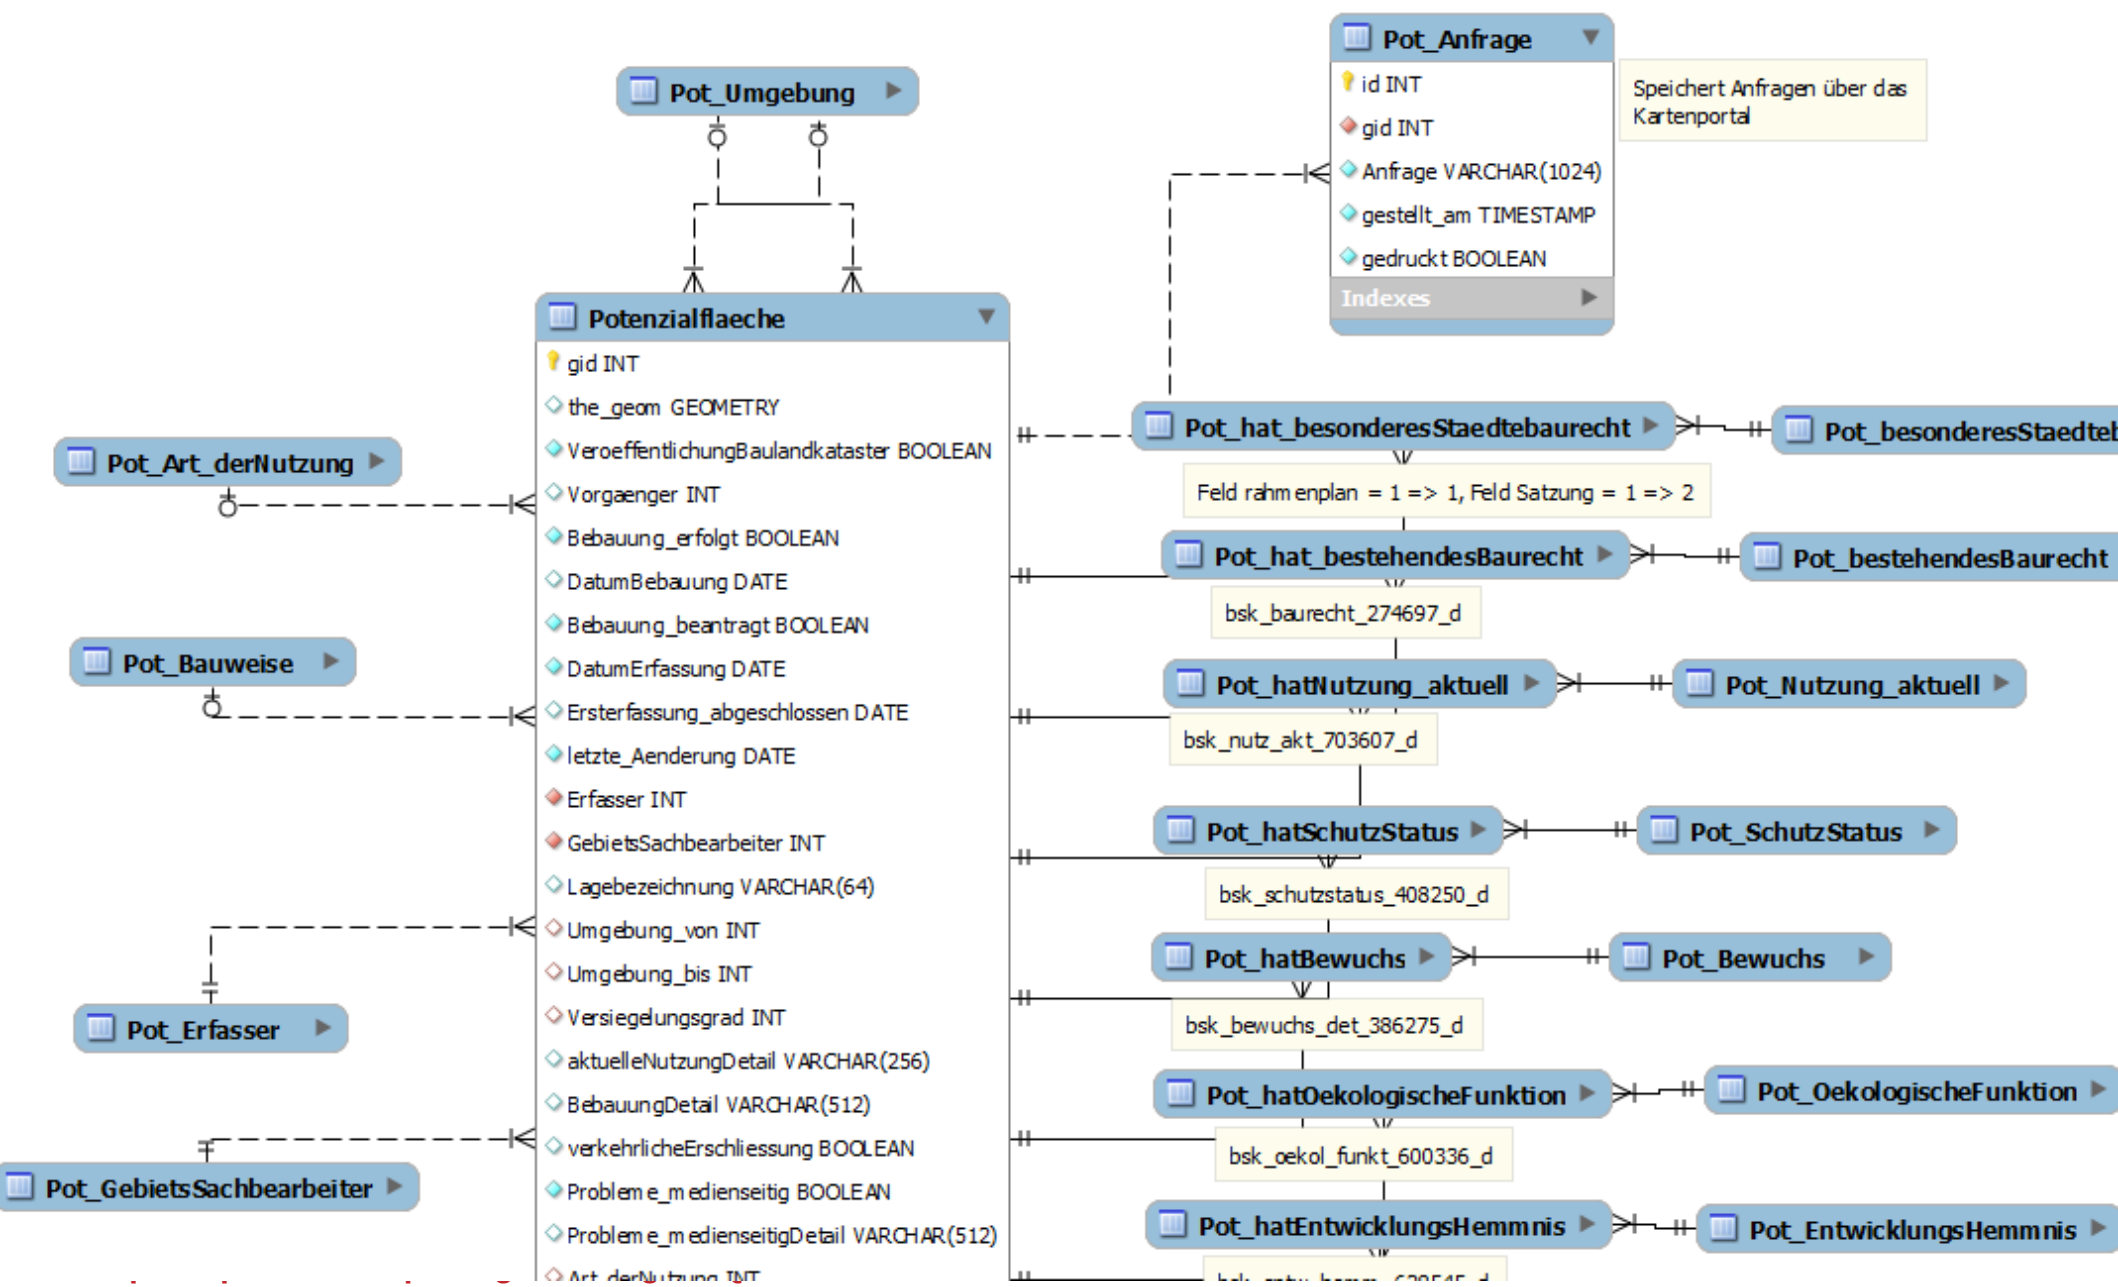 Pot_Anfrage
id INT
gid INT
Anfrage VARCHAR(1024)
gestellt_am TIMESTAMP
gedruckt BOOLEAN
Indexes
Speichert Anfragen über das
Kartenportal
Pot_Umgebung
Potenzialflaeche
gid INT
the_geom GEOMETRY
VeroeffentlichungBaulandkataster BOOLEAN
Vorgaenger INT
Bebauung_erfolgt BOOLEAN
DatumBebauung DATE
Bebauung_beantragt BOOLEAN
DatumErfassung DATE
Ersterfassung_abgeschlossen DATE
letzte_Aenderung DATE
Erfasser INT
GebietsSachbearbeiter INT
Lagebezeichnung VARCHAR(64)
Umgebung_von INT
Umgebung_bis INT
Versiegelungsgrad INT
aktuelleNutzungDetail VARCHAR(256)
BebauungDetail VARCHAR(512)
verkehrlicheErschliessung BOOLEAN
Probleme_medienseitig BOOLEAN
Probleme_medienseitigDetail VARCHAR(512)
Art_derNutzung INT
Pot_Art_derNutzung
Pot_Bauweise
Pot_Erfasser
Pot_GebietsSachbearbeiter
Pot_hat_besonderesStaedtebaurecht
Pot_besonderesStaedteb
Feld rahmenplan = 1 => 1, Feld Satzung = 1 => 2
Pot_hat_bestehendesBaurecht
Pot_bestehendesBaurecht
bsk_baurecht_274697_d
Pot_hatNutzung_aktuell
Pot_Nutzung_aktuell
bsk_nutz_akt_703607_d
Pot_hatSchutzStatus
Pot_SchutzStatus
bsk_schutzstatus_408250_d
Pot_hatBewuchs
Pot_Bewuchs
bsk_bewuchs_det_386275_d
Pot_hatOekologischeFunktion
Pot_OekologischeFunktion
bsk_oekol_funkt_600336_d
Pot_hatEntwicklungsHemmnis
Pot_EntwicklungsHemmnis